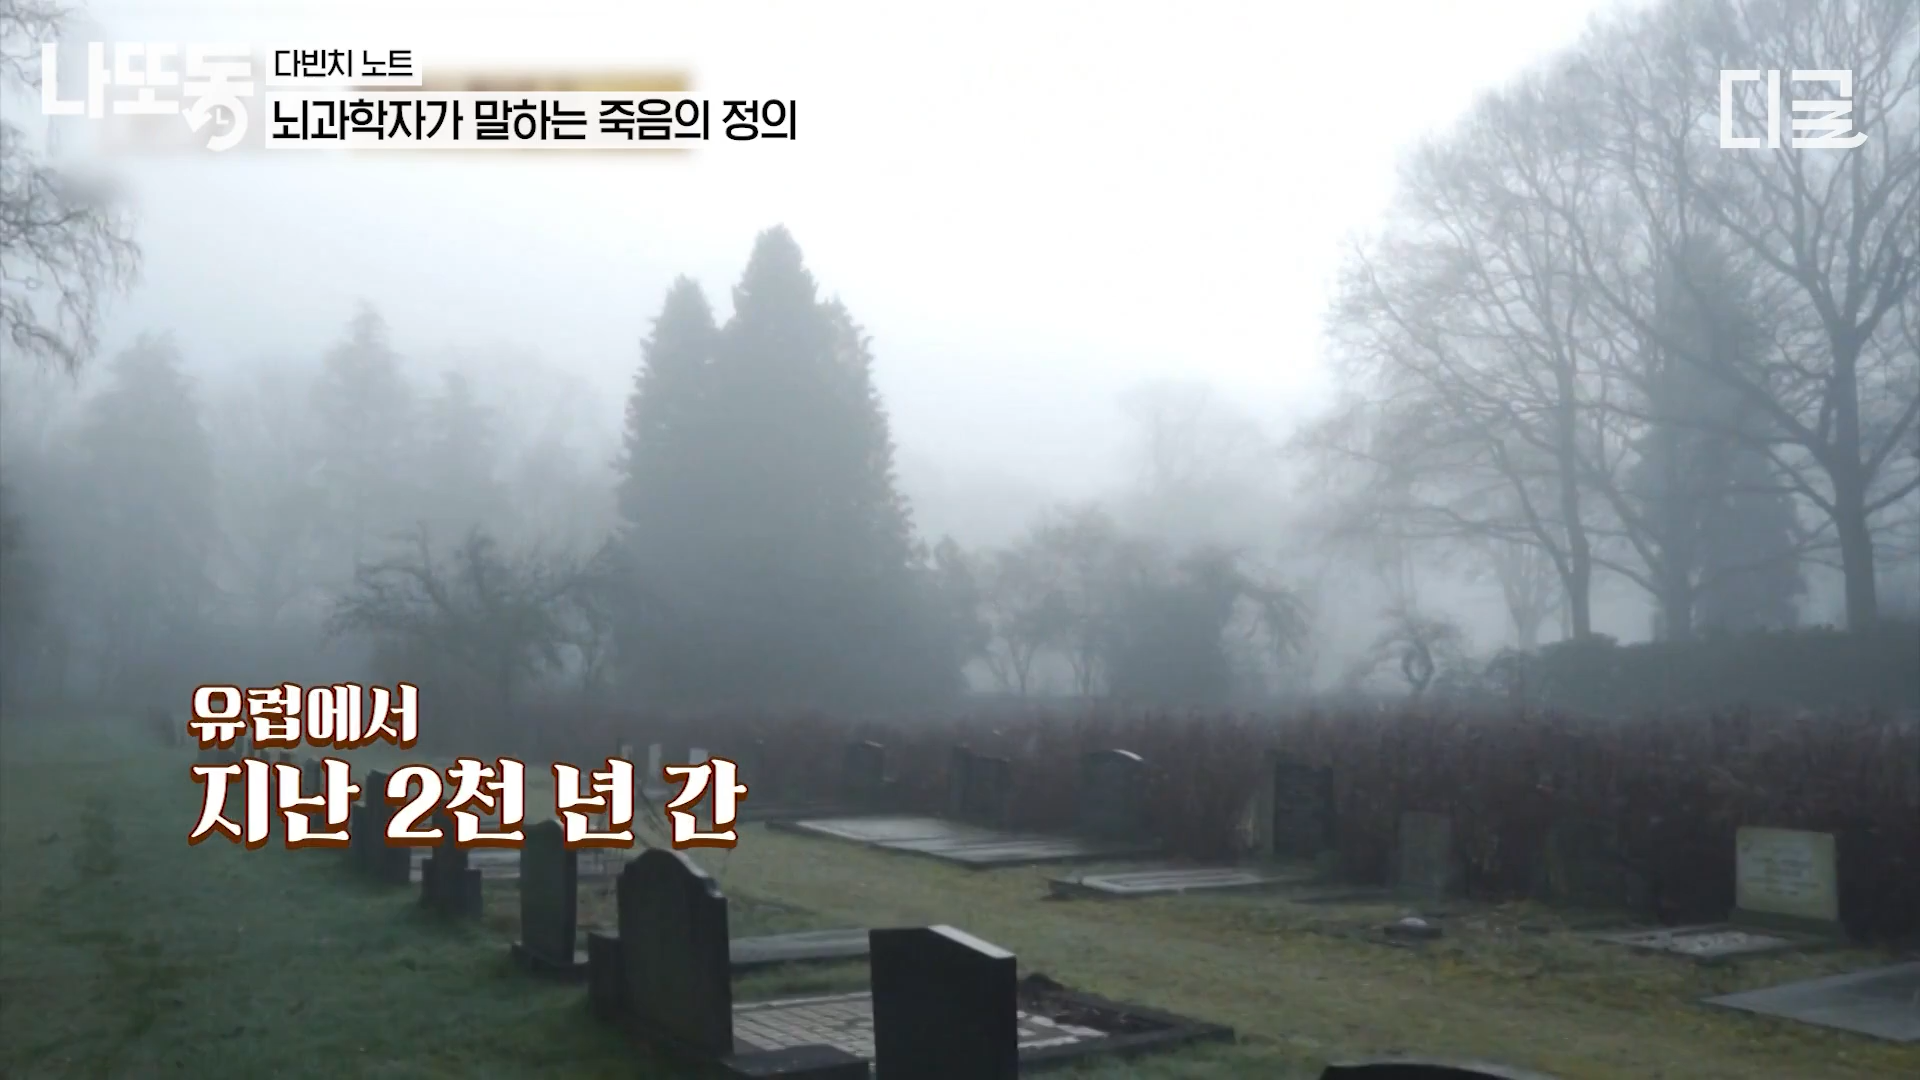 나또동
다빈치 노트
뇌과학자가 말하는 죽음의 정의
디글
유럽에서
지난 2천 년 간